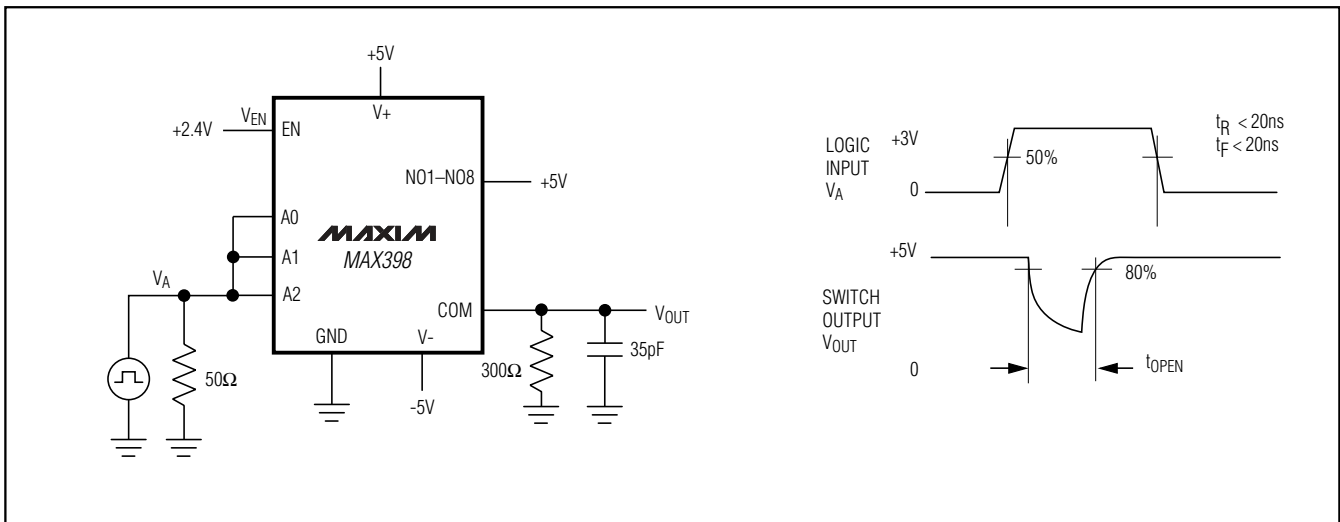 +5V
V+
+2.4V
VEN
EN
NO1–NO8
+5V
A0
A1
A2
MAXIM
MAX398
VA
COM
VOUT
GND
V-
50Ω
-5V
300Ω
35pF
LOGIC
INPUT
VA
+3V
0
50%
tR < 20ns
tF < 20ns
+5V
80%
SWITCH
OUTPUT
VOUT
0
tOPEN